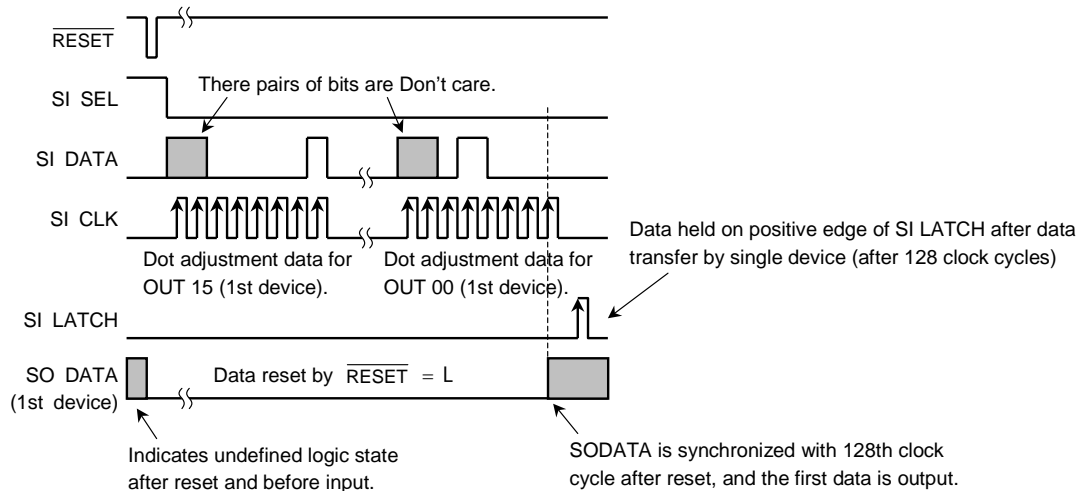 RESET
There pairs of bits are Don't care.
SI SEL
SI DATA
SI CLK
Data held on positive edge of SI LATCH after data
transfer by single device (after 128 clock cycles)
Dot adjustment data for
OUT 15 (1st device).
Dot adjustment data for
OUT 00 (1st device).
SI LATCH
SO DATA
(1st device)
Data reset by RESET = L
Indicates undefined logic state
after reset and before input.
SODATA is synchronized with 128th clock
cycle after reset, and the first data is output.